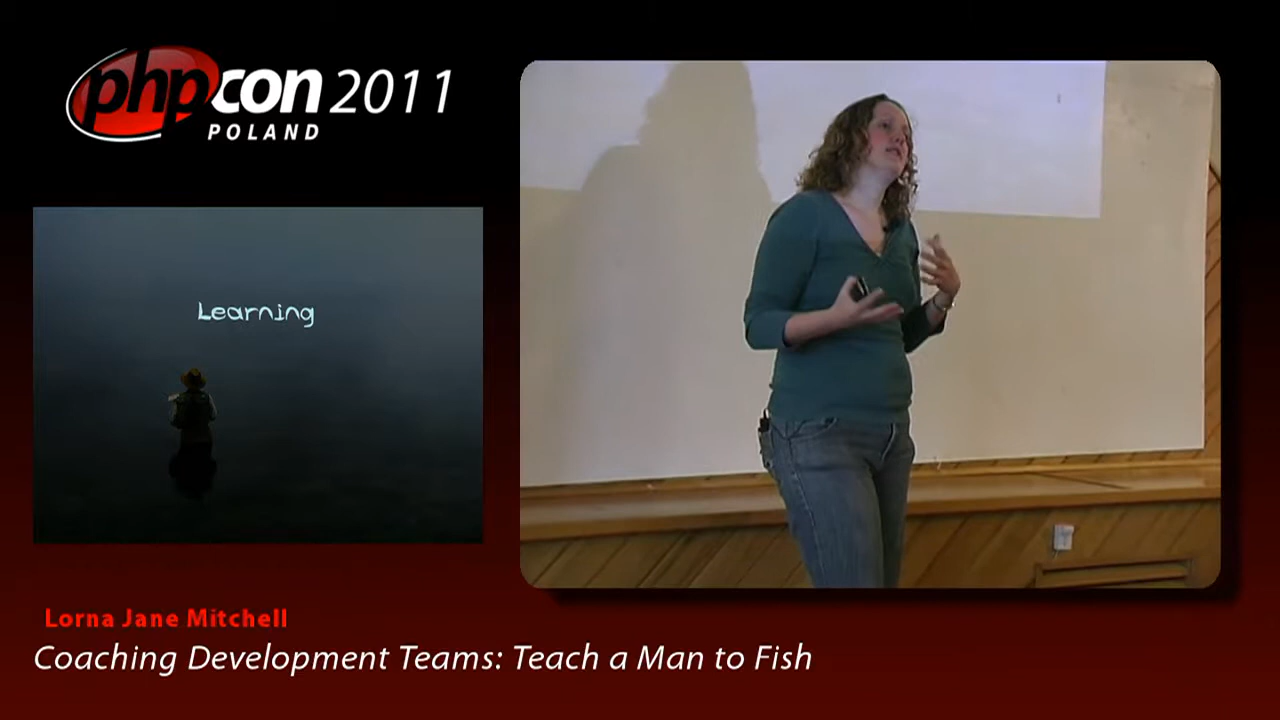 phpcon 2011
POLAND
Learning
Lorna Jane Mitchell
Coaching Development Teams: Teach a Man to Fish